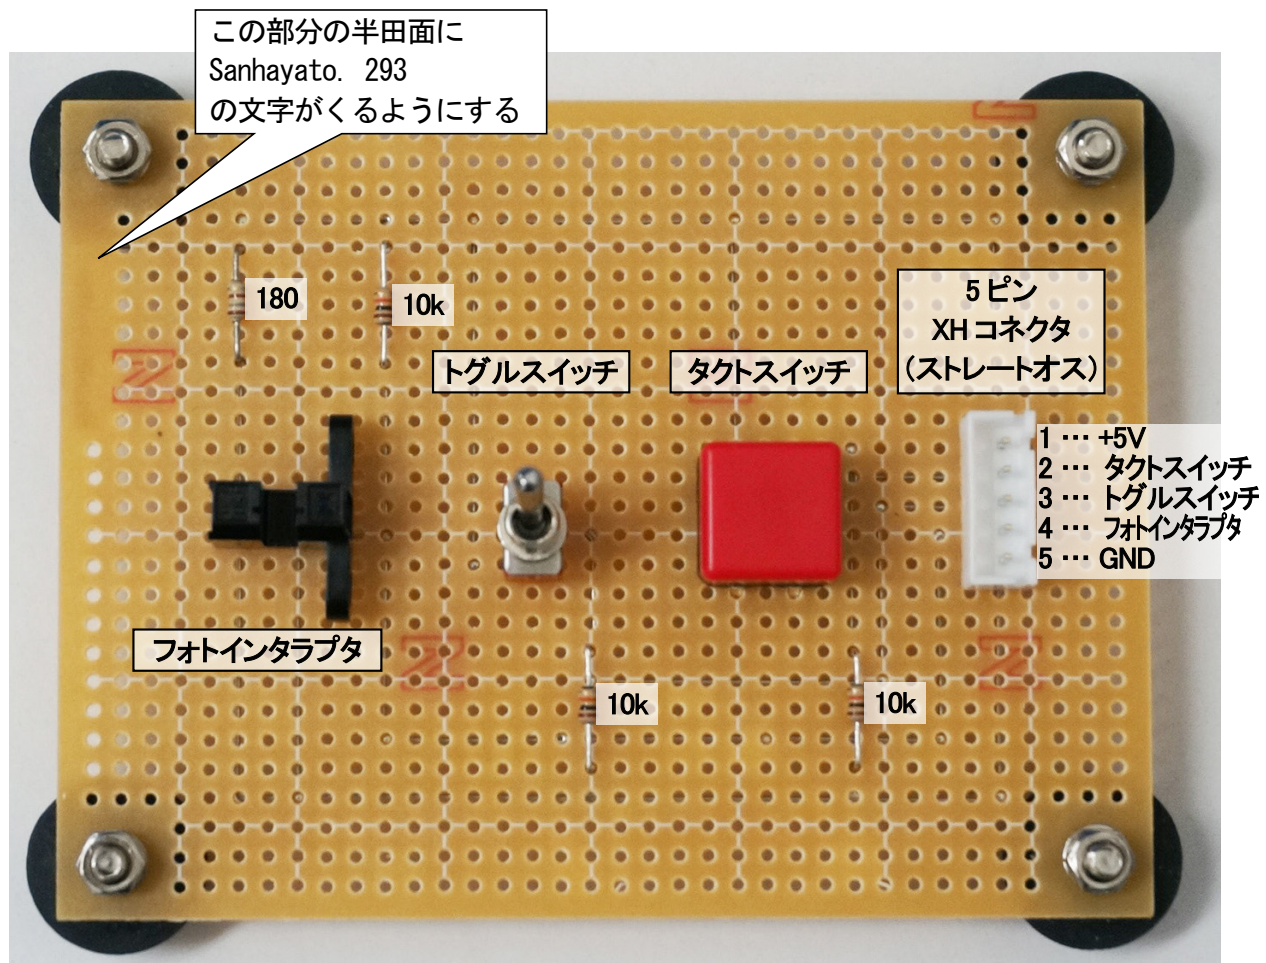 この部分の半田面に
Sanhayato. 293
の文字がくるようにする
180
10k
5ピン
XHコネクタ
(ストレートオス)
トグルスイッチ
タクトスイッチ
1 … +5V
2 … タクトスイッチ
3 … トグルスイッチ
4 … フォトインタラプタ
5 … GND
フォトインタラプタ
10k
10k